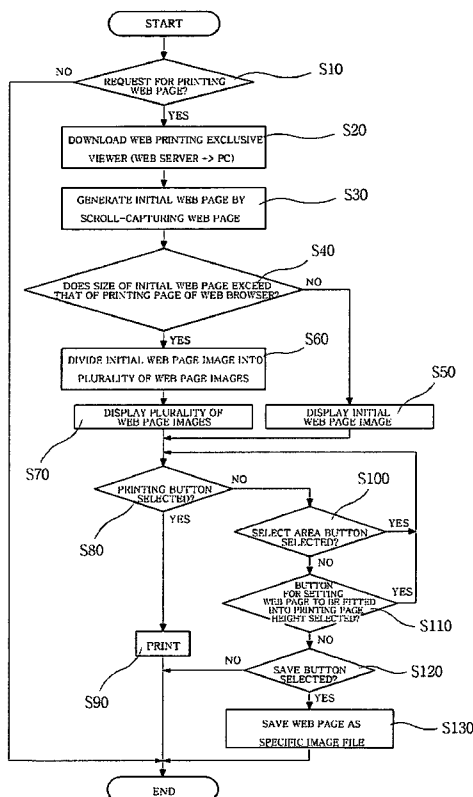 START
NO
REQUEST FOR PRINTING
WEB PAGE?
S10
YES
DOWNLOAD WEB PRINTING EXCLUSIVE
VIEWER (WEB SERVER -> PC)
S20
GENERATE INITIAL WEB PAGE BY
SCROLL-CAPTURING WEB PAGE
S30
S40
DOES SIZE OF INITIAL WEB PAGE EXCEED
THAT OF PRINTING PAGE OF WEB BROWSER?
NO
YES
S60
DIVIDE INITIAL WEB PAGE IMAGE INTO
PLURALITY OF WEB PAGE IMAGES
S50
DISPLAY PLURALITY OF
WEB PAGE IMAGES
DISPLAY INITIAL
WEB PAGE IMAGE
S70
PRINTING BUTTON
SELECTED?
NO
S100
S80
YES
SELECT AREA BUTTON
SELECTED?
YES
NO
BUTTON
FOR SETTING
WEB PAGE TO BE FITTED
INTO PRINTING PAGE
HEIGHT SELECTED?
YES
S110
NO
PRINT
NO
SAVE BUTTON
SELECTED?
S120
S90
YES
SAVE WEB PAGE AS
SPECIFIC IMAGE FILE
S130
END